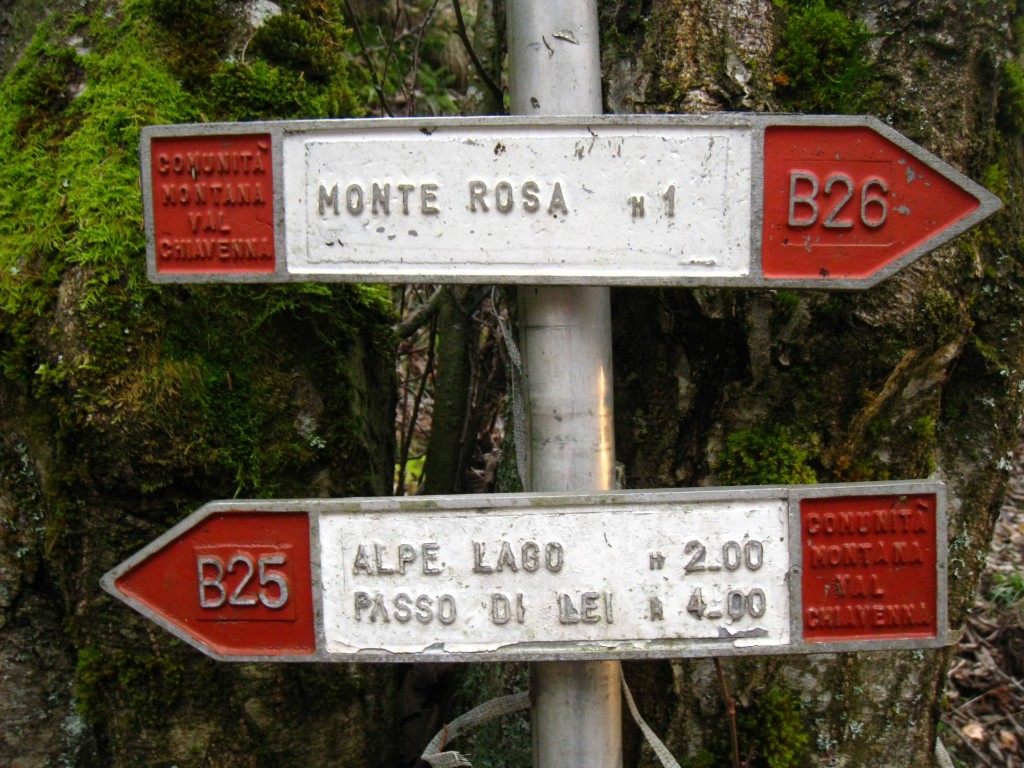 COMUNITÀ
MONTANA
VAL
CHIAVENNA
MONTE ROSA H 1
B26
B25
ALPE LAGO H 2.00
PASSO DI LEI H 4.00
COMUNITÀ
MONTANA
VAL
CHIAVENNA